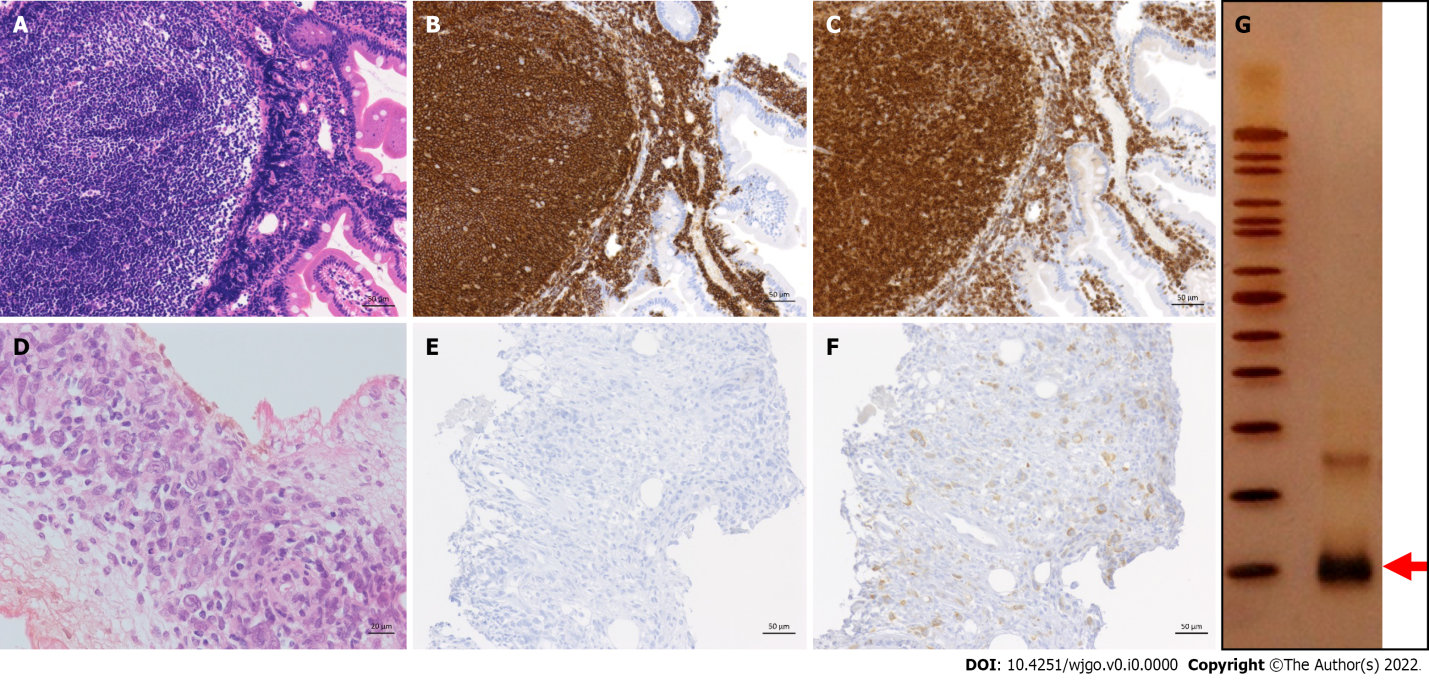 A
B
C
G
50 μm
50 μm
50 μm
D
E
F
20 μm
50 μm
50 μm
DOI: 10.4251/wjgo.v0.i0.0000 Copyright ©The Author(s) 2022.